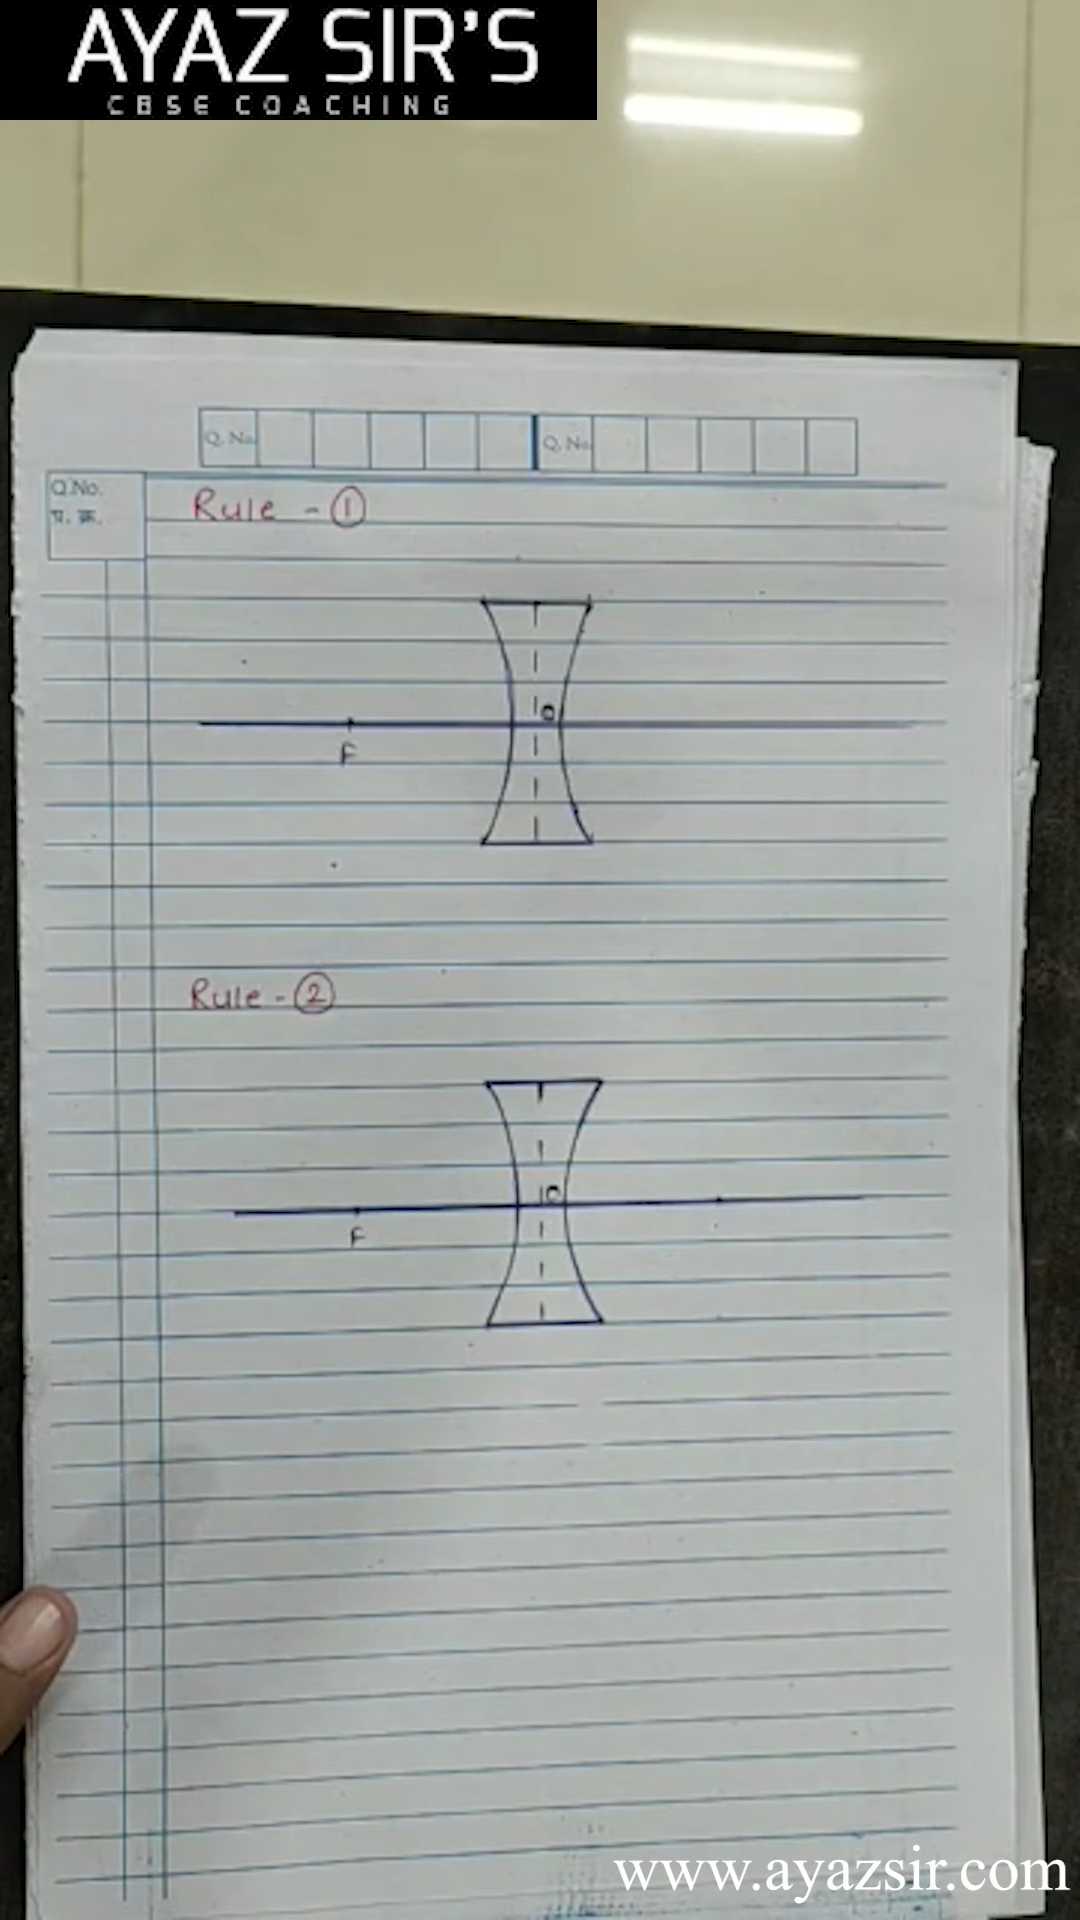 AYAZ SIR'S
CBSE COACHING
Q. No. Q. No.
Q.No.
प्र. क्र.
Rule - ①
O
F
Rule - ②
O
F
www.ayazsir.com